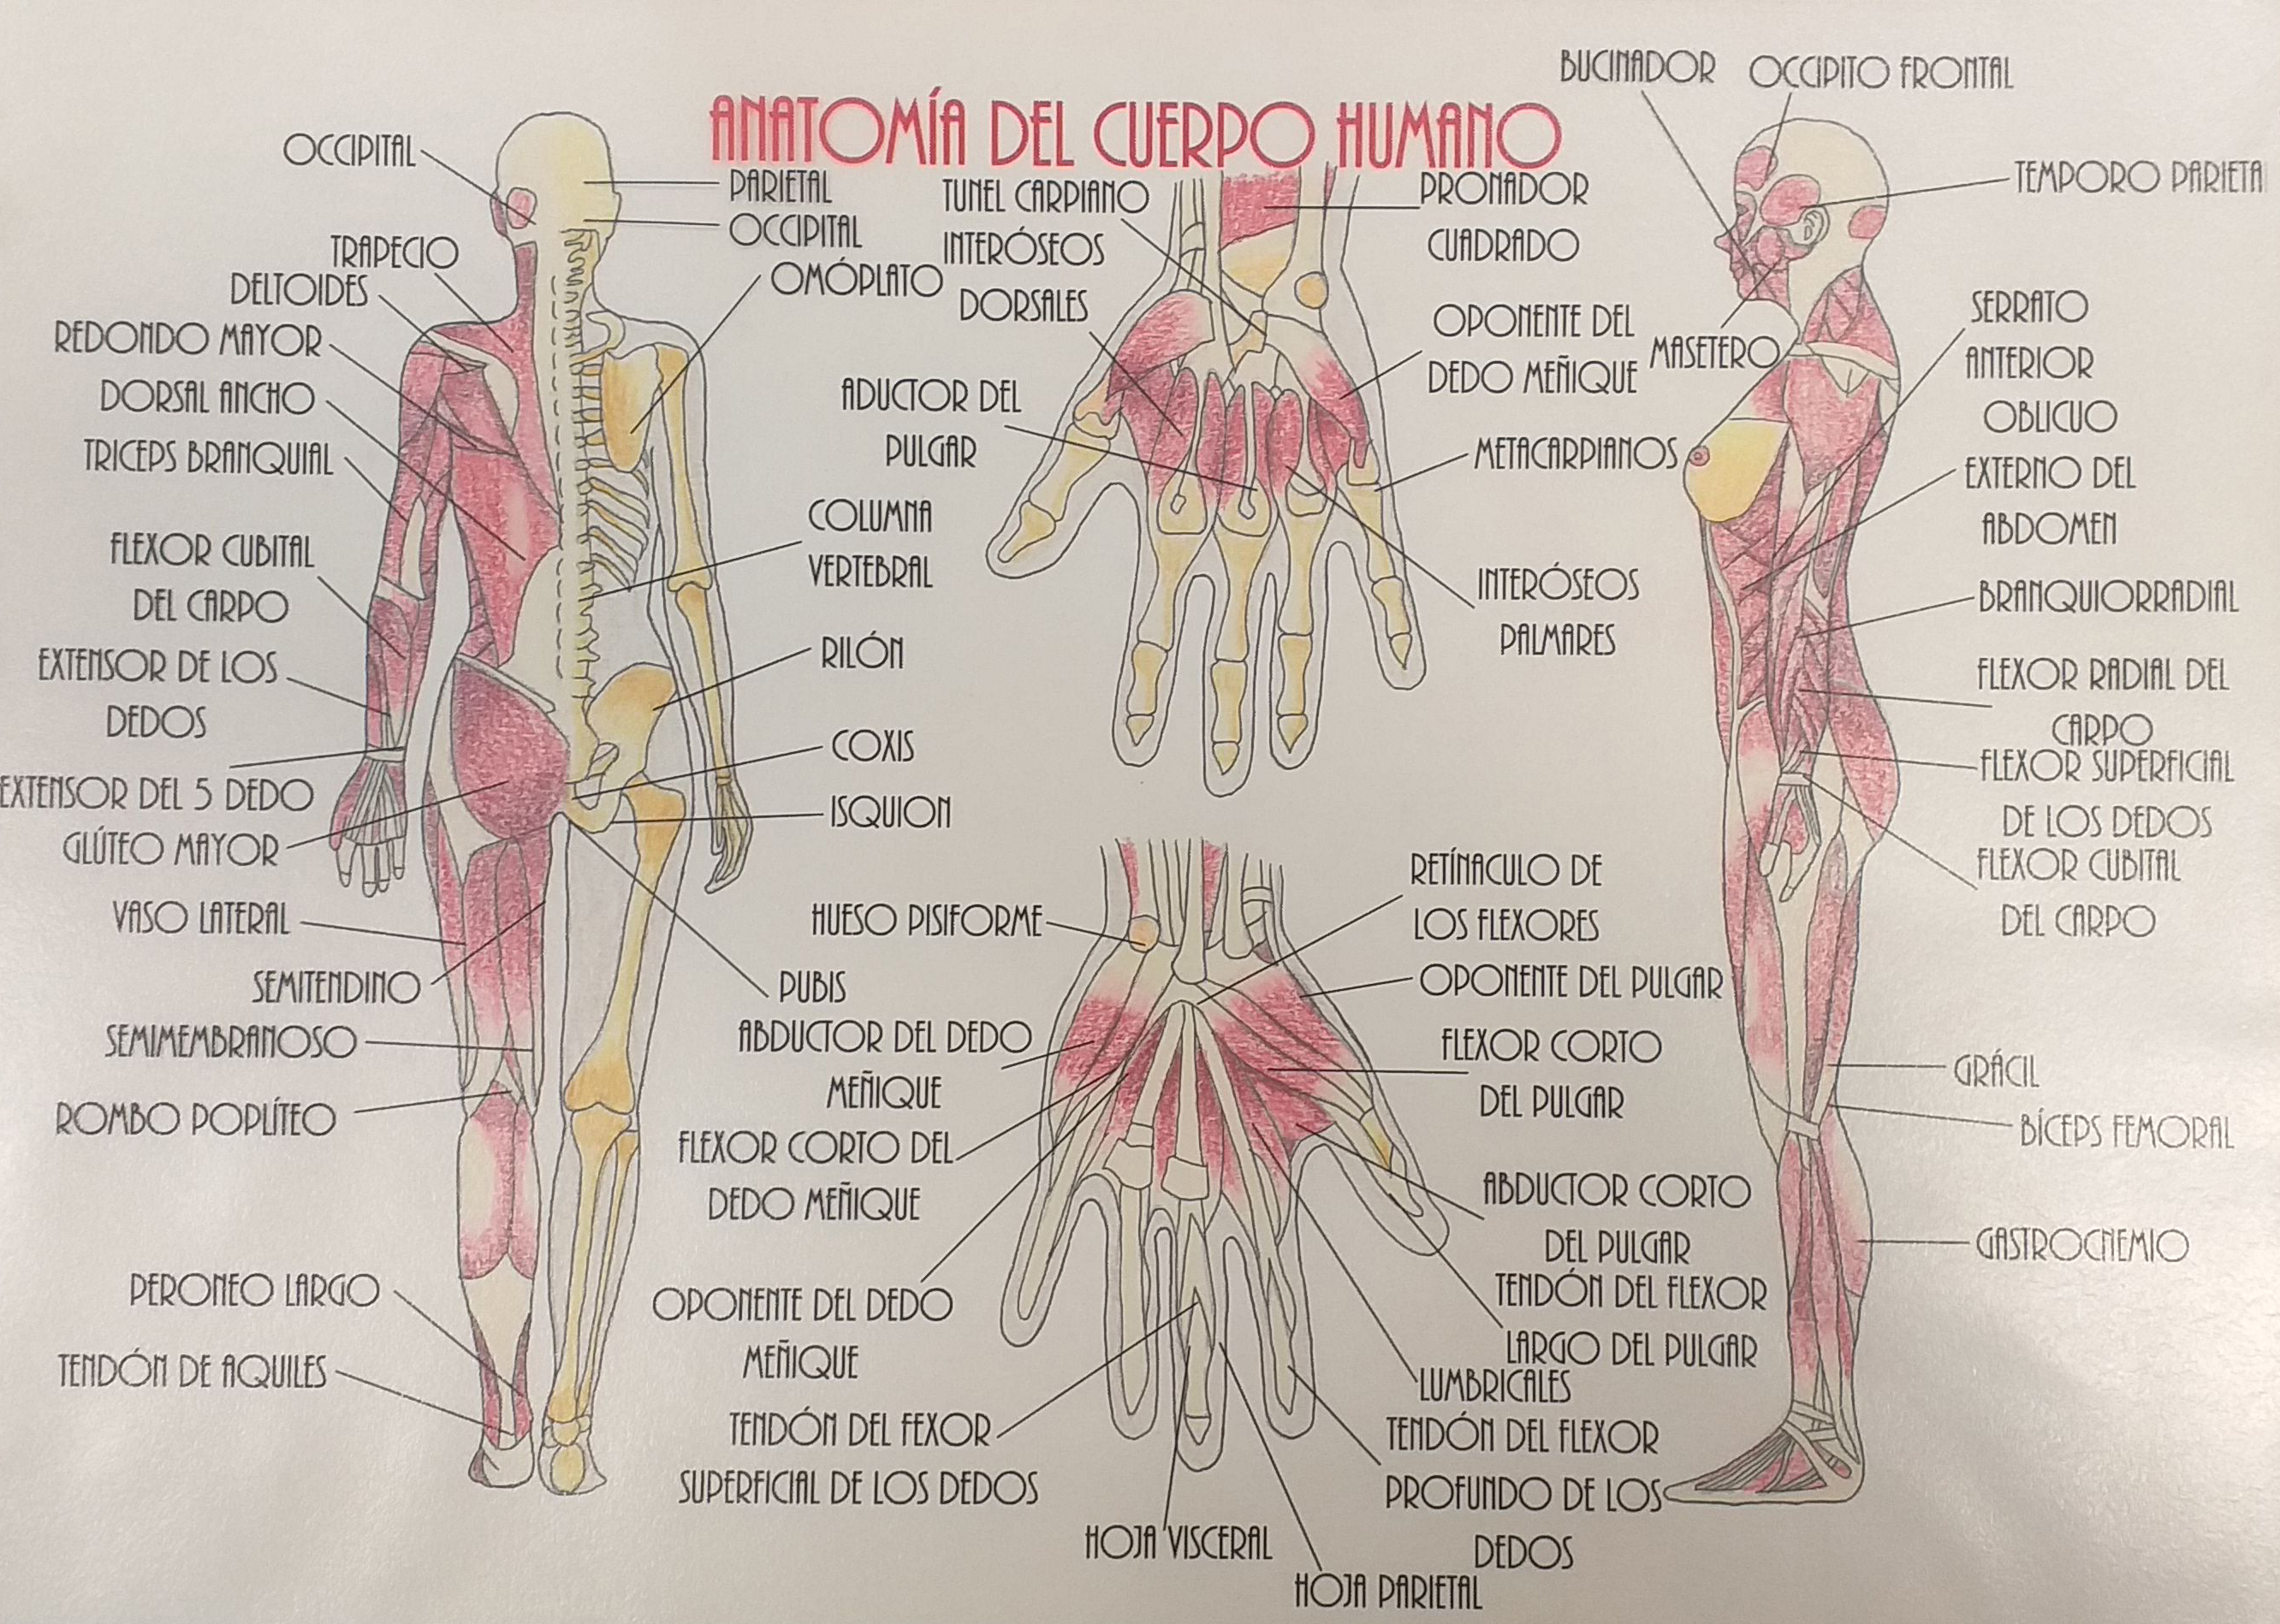 ANATOMÍA DEL CUERPO HUMANO
OCCIPITAL
TRAPECIO
DELTOIDES
REDONDO MAYOR
DORSAL ANCHO
TRICEPS BRANQUIAL
FLEXOR CUBITAL
DEL CARPO
EXTENSOR DE LOS
DEDOS
EXTENSOR DEL 5 DEDO
GLÚTEO MAYOR
VASO LATERAL
SEMITENDINO
SEMIMEMBRANOSO
ROMBO POPLÍTEO
PERONEO LARGO
TENDÓN DE AQUILES
PARIETAL
OCCIPITAL
OMÓPLATO
COLUMNA
VERTEBRAL
RILÓN
COXIS
ISQUION
PUBIS
TUNEL CARPIANO
INTERÓSEOS
DORSALES
ADUCTOR DEL
PULGAR
PRONADOR
CUADRADO
OPONENTE DEL
DEDO MEÑIQUE
METACARPIANOS
INTERÓSEOS
PALMARES
HUESO PISIFORME
ABDUCTOR DEL DEDO
MEÑIQUE
FLEXOR CORTO DEL
DEDO MEÑIQUE
OPONENTE DEL DEDO
MEÑIQUE
TENDÓN DEL FEXOR
SUPERFICIAL DE LOS DEDOS
HOJA VISCERAL
HOJA PARIETAL
RETÍNACULO DE
LOS FLEXORES
OPONENTE DEL PULGAR
FLEXOR CORTO
DEL PULGAR
ABDUCTOR CORTO
DEL PULGAR
TENDÓN DEL FLEXOR
LARGO DEL PULGAR
LUMBRICALES
TENDÓN DEL FLEXOR
PROFUNDO DE LOS
DEDOS
BUCINADOR
OCCIPITO FRONTAL
TEMPORO PARIETA
MASETERO
SERRATO
ANTERIOR
OBLICUO
EXTERNO DEL
ABDOMEN
BRANQUIORRADIAL
FLEXOR RADIAL DEL
CARPO
FLEXOR SUPERFICIAL
DE LOS DEDOS
FLEXOR CUBITAL
DEL CARPO
GRÁCIL
BÍCEPS FEMORAL
GASTROCNEMIO